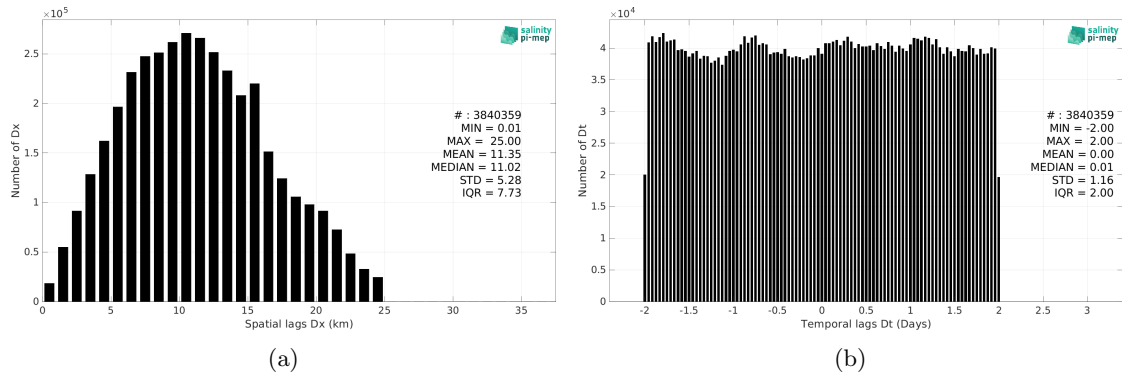 ×10⁵
2.5
2
1.5
1
0.5
0
0
5
10
15
20
25
30
35
Number of Dx
Spatial lags Dx (km)
salinity
pi-mep
# : 3840359
MIN = 0.01
MAX = 25.00
MEAN = 11.35
MEDIAN = 11.02
STD = 5.28
IQR = 7.73
(a)
×10⁴
4
3.5
3
2.5
2
1.5
1
0.5
0
-2
-1.5
-1
-0.5
0
0.5
1
1.5
2
2.5
3
Number of Dt
Temporal lags Dt (Days)
salinity
pi-mep
# : 3840359
MIN = -2.00
MAX = 2.00
MEAN = 0.00
MEDIAN = 0.01
STD = 1.16
IQR = 2.00
(b)